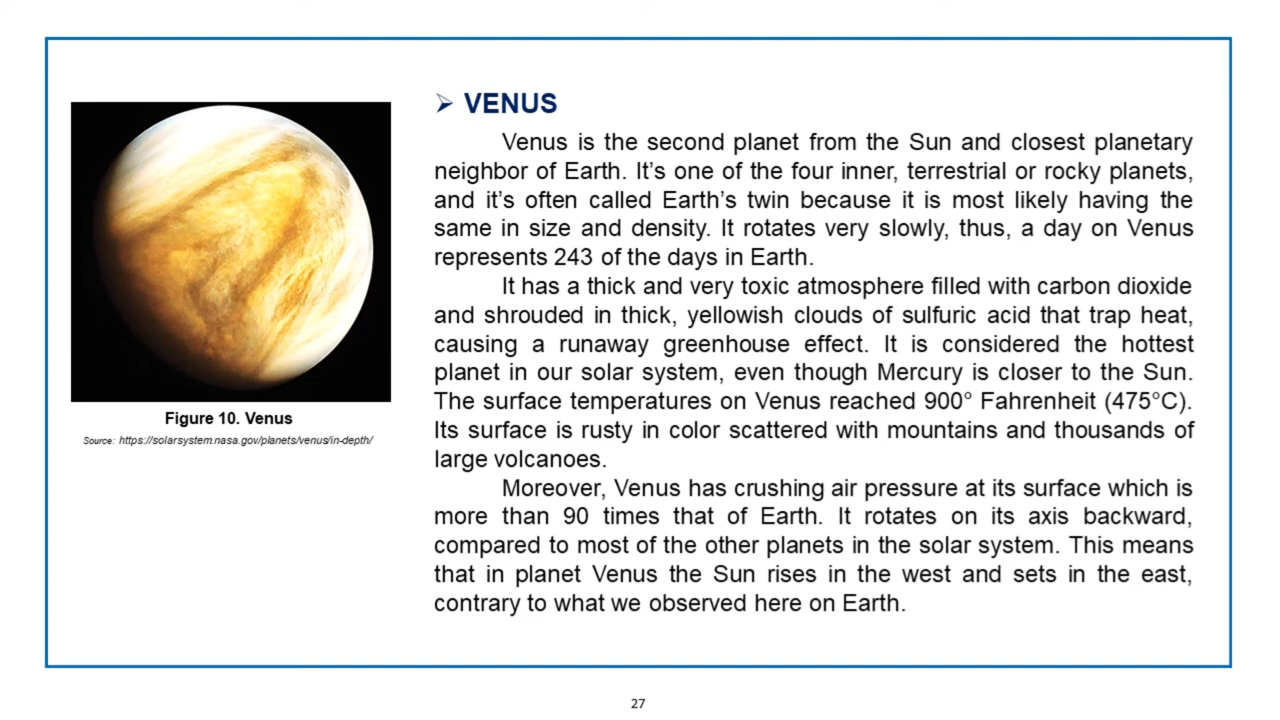 ➢ VENUS
Venus is the second planet from the Sun and closest planetary
neighbor of Earth. It’s one of the four inner, terrestrial or rocky planets,
and it’s often called Earth’s twin because it is most likely having the
same in size and density. It rotates very slowly, thus, a day on Venus
represents 243 of the days in Earth.
It has a thick and very toxic atmosphere filled with carbon dioxide
and shrouded in thick, yellowish clouds of sulfuric acid that trap heat,
causing a runaway greenhouse effect. It is considered the hottest
planet in our solar system, even though Mercury is closer to the Sun.
The surface temperatures on Venus reached 900° Fahrenheit (475°C).
Its surface is rusty in color scattered with mountains and thousands of
large volcanoes.
Moreover, Venus has crushing air pressure at its surface which is
more than 90 times that of Earth. It rotates on its axis backward,
compared to most of the other planets in the solar system. This means
that in planet Venus the Sun rises in the west and sets in the east,
contrary to what we observed here on Earth.
Figure 10. Venus
Source: https://solarsystem.nasa.gov/planets/venus/in-depth/
27